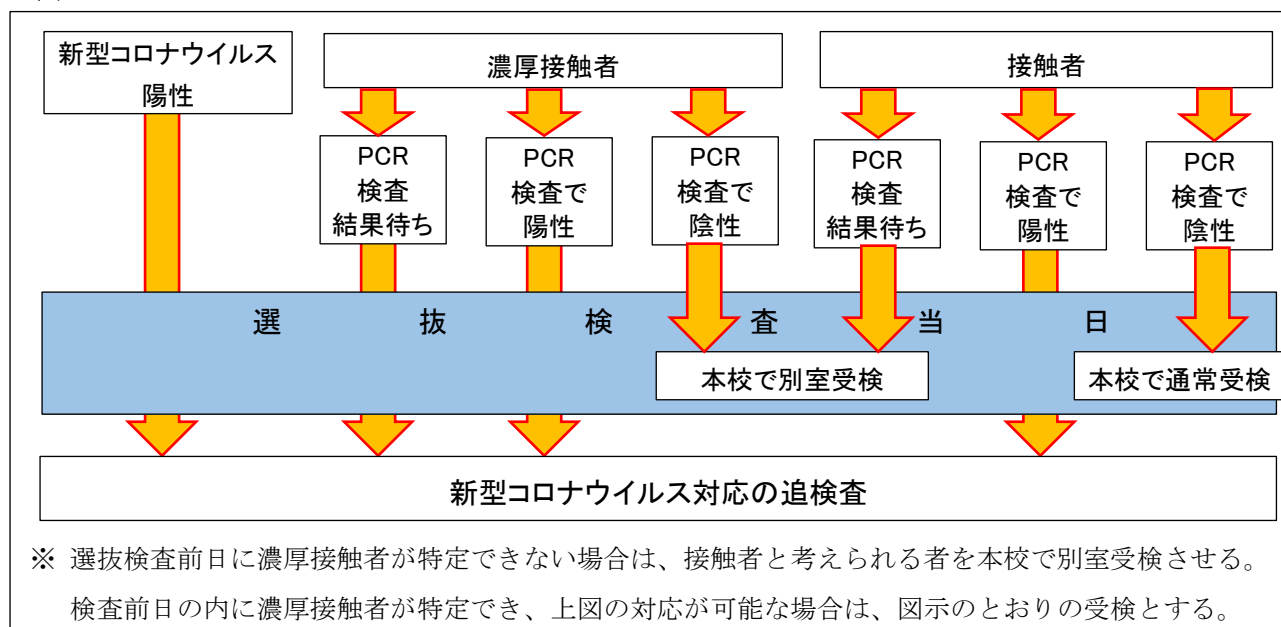 新型コロナウイルス
陽性
濃厚接触者
接触者
PCR
検査
結果待ち
PCR
検査で
陽性
PCR
検査で
陰性
PCR
検査
結果待ち
PCR
検査で
陽性
PCR
検査で
陰性
選抜検査当日
本校で別室受検
本校で通常受検
新型コロナウイルス対応の追検査
※ 選抜検査前日に濃厚接触者が特定できない場合は、接触者と考えられる者を本校で別室受検させる。
検査前日の内に濃厚接触者が特定でき、上図の対応が可能な場合は、図示のとおりの受検とする。